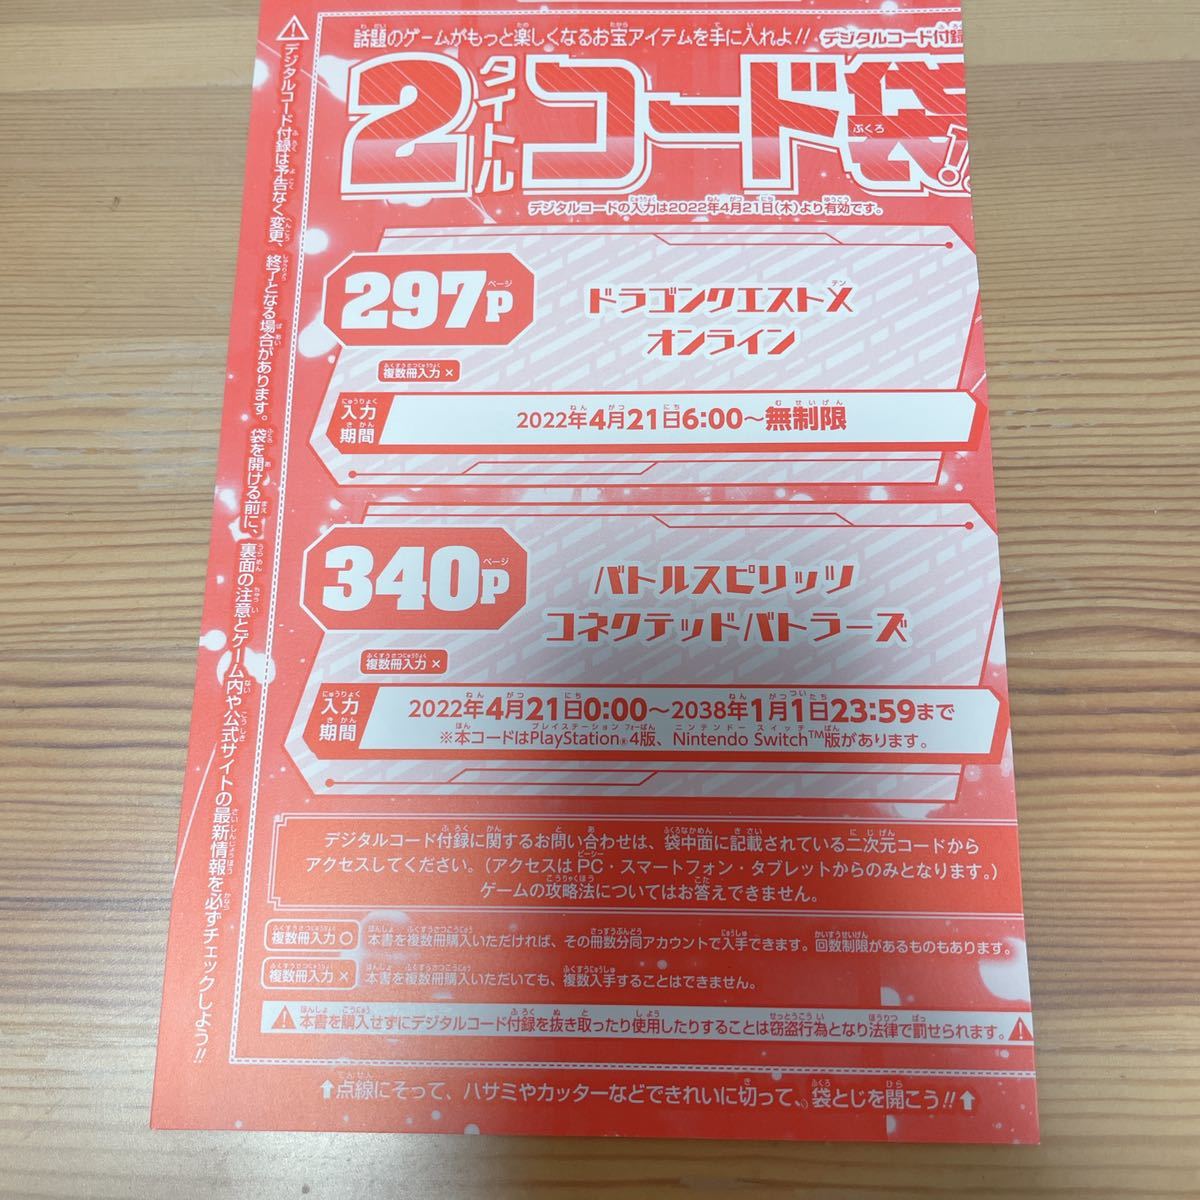 話題のゲームがもっと楽しくなるお宝アイテムを手に入れよ!! デジタルコード付録
2タイトルコード袋!!
デジタルコードの入力は2022年4月21日(木)より有効です。
297pページ
ドラゴンクエストX
オンライン
複数冊入力 ×
入力期間
2022年4月21日6:00〜無制限
340pページ
バトルスピリッツ
コネクテッドバトラーズ
複数冊入力 ×
入力期間
2022年4月21日0:00〜2038年1月1日23:59まで
※本コードはPlayStation®4版、Nintendo Switch™版があります。
デジタルコード付録に関するお問い合わせは、袋中面に記載されている二次元コードから
アクセスしてください。(アクセスは PC・スマートフォン・タブレットからのみとなります。)
ゲームの攻略法についてはお答えできません。
複数冊入力 ○ 本書を複数冊購入いただければ、その冊数分同アカウントで入手できます。回数制限があるものもあります。
複数冊入力 × 本書を複数冊購入いただいても、複数入手することはできません。
⚠本書を購入せずにデジタルコード付録を抜き取ったり使用したりすることは窃盗行為となり法律で罰せられます。⚠
↑点線にそって、ハサミやカッターなどできれいに切って、袋とじを開こう!!↑
⚠デジタルコード付録は予告なく変更、終了となる場合があります。袋を開ける前に、裏面の注意とゲーム内や公式サイトの最新情報を必ずチェックしよう!!